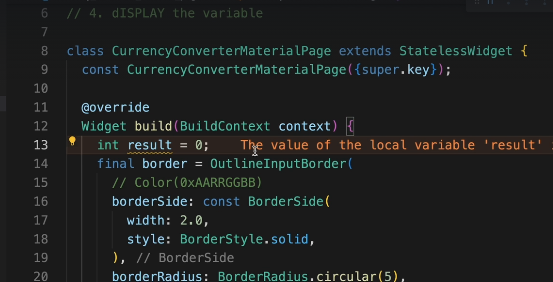 6 // 4. dISPLAY the variable
7
8 class CurrencyConverterMaterialPage extends StatelessWidget {
9 const CurrencyConverterMaterialPage({super.key});
10
11 @override
12 Widget build(BuildContext context) {
13 int result = 0; The value of the local variable 'result'
14 final border = OutlineInputBorder(
15 // Color(0xAARRGGBB)
16 borderSide: const BorderSide(
17 width: 2.0,
18 style: BorderStyle.solid,
19 ), // BorderSide
20 borderRadius: BorderRadius.circular(5),